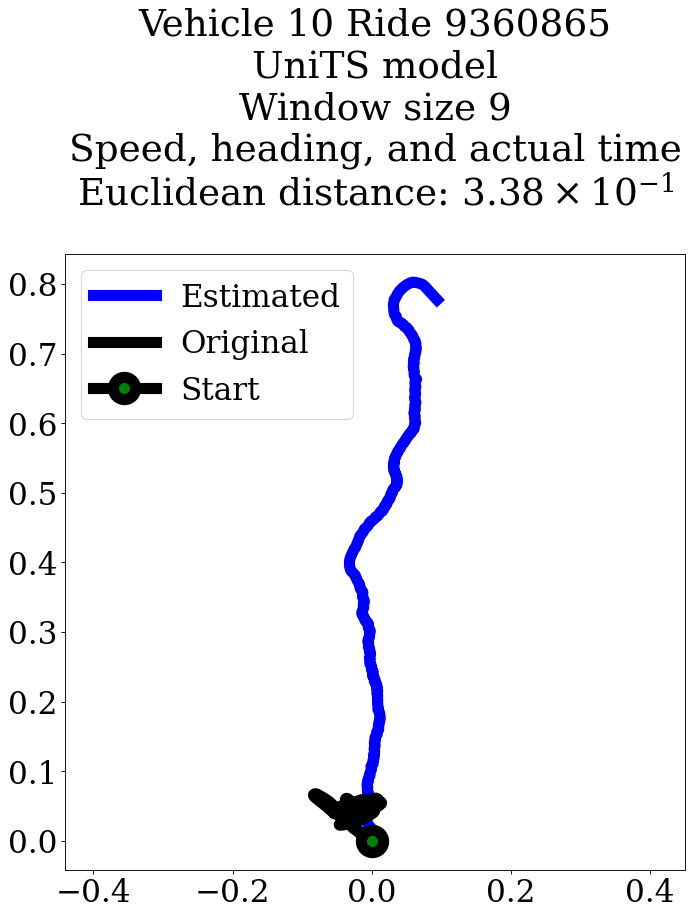 Vehicle 10 Ride 9360865
UniTS model
Window size 9
Speed, heading, and actual time
Euclidean distance: 3.38 × 10⁻¹
Estimated
Original
Start
0.8
0.7
0.6
0.5
0.4
0.3
0.2
0.1
0.0
−0.4 −0.2 0.0 0.2 0.4